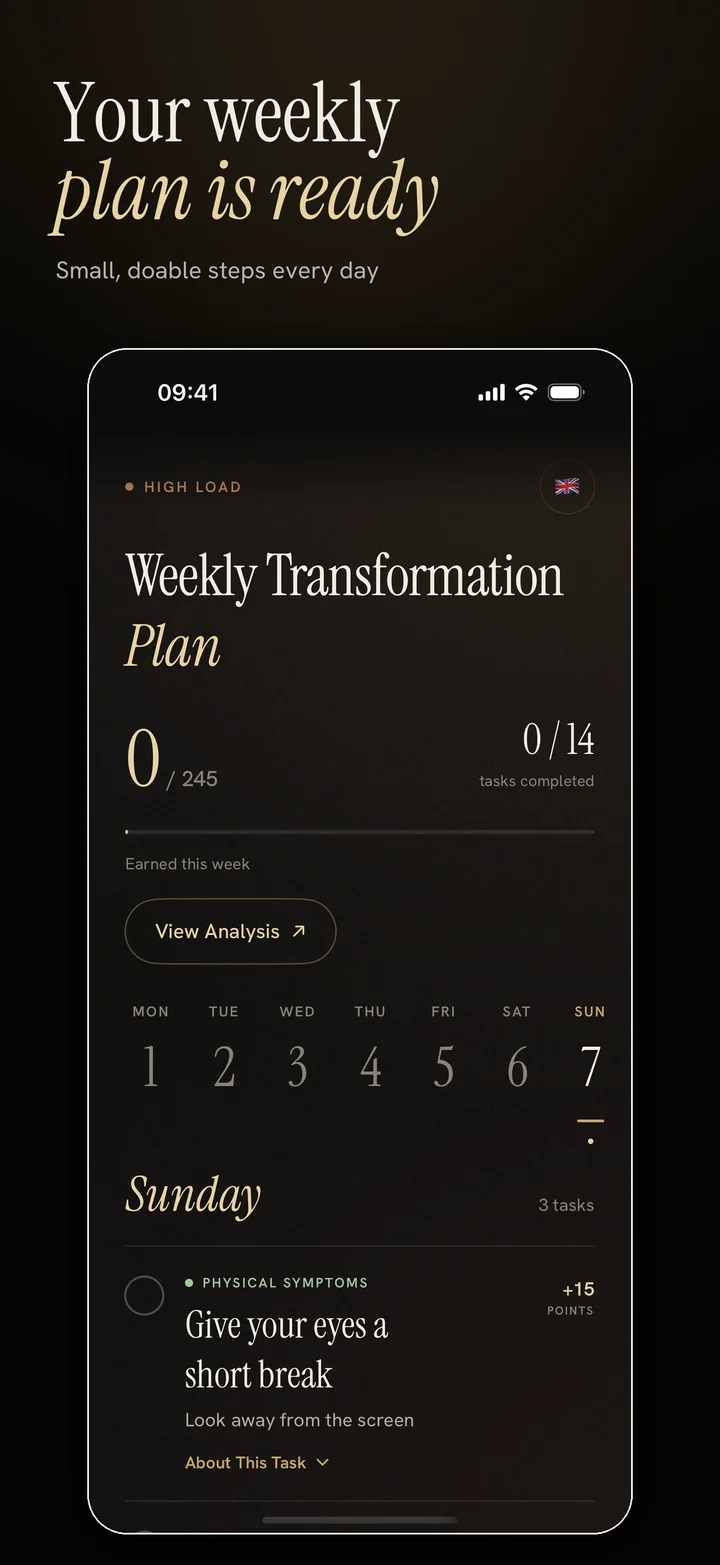 Your weekly
plan is ready
Small, doable steps every day
09:41
HIGH LOAD
Weekly Transformation
Plan
0 / 245
0 / 14
tasks completed
Earned this week
View Analysis ↗
MON TUE WED THU FRI SAT SUN
1 2 3 4 5 6 7
Sunday
3 tasks
PHYSICAL SYMPTOMS
+15
POINTS
Give your eyes a
short break
Look away from the screen
About This Task